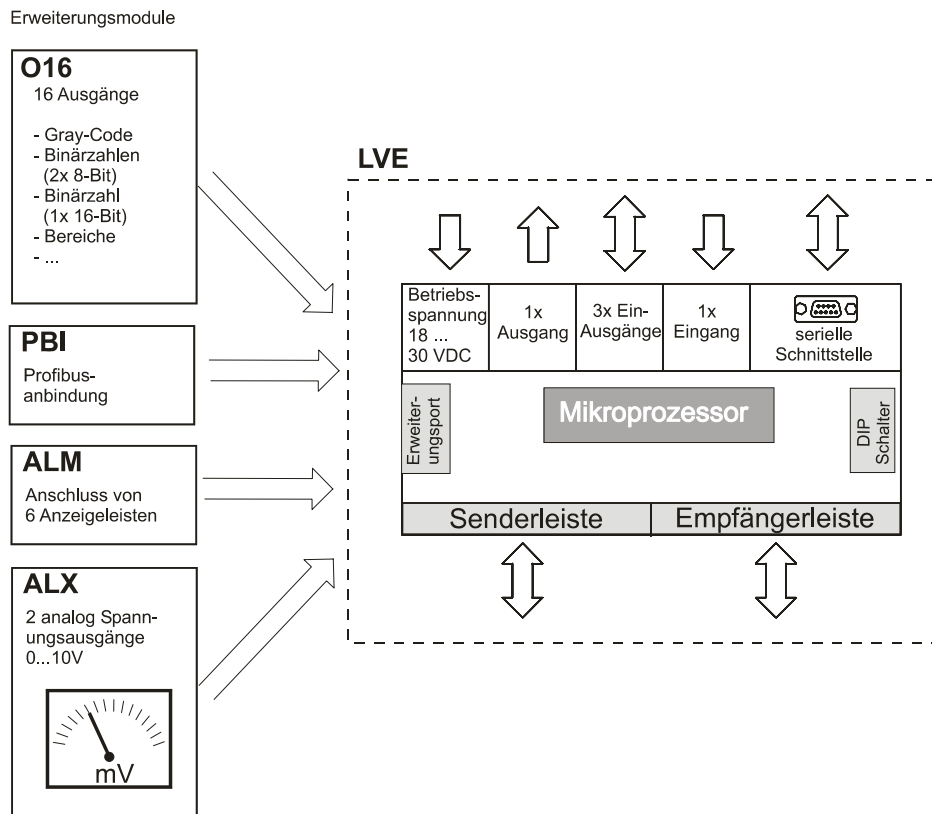 Erweiterungsmodule
O16
16 Ausgänge
- Gray-Code
- Binärzahlen
(2x 8-Bit)
- Binärzahl
(1x 16-Bit)
- Bereiche
- ...
PBI
Profibus-
anbindung
ALM
Anschluss von
6 Anzeigeleisten
ALX
2 analog Spann-
ungsausgänge
0...10V
mV
LVE
Betriebs-
spannung
18 ...
30 VDC
1x
Ausgang
3x Ein-
Ausgänge
1x
Eingang
serielle
Schnittstelle
Erweiter-
ungsport
Mikroprozessor
DIP
Schalter
Senderleiste
Empfängerleiste